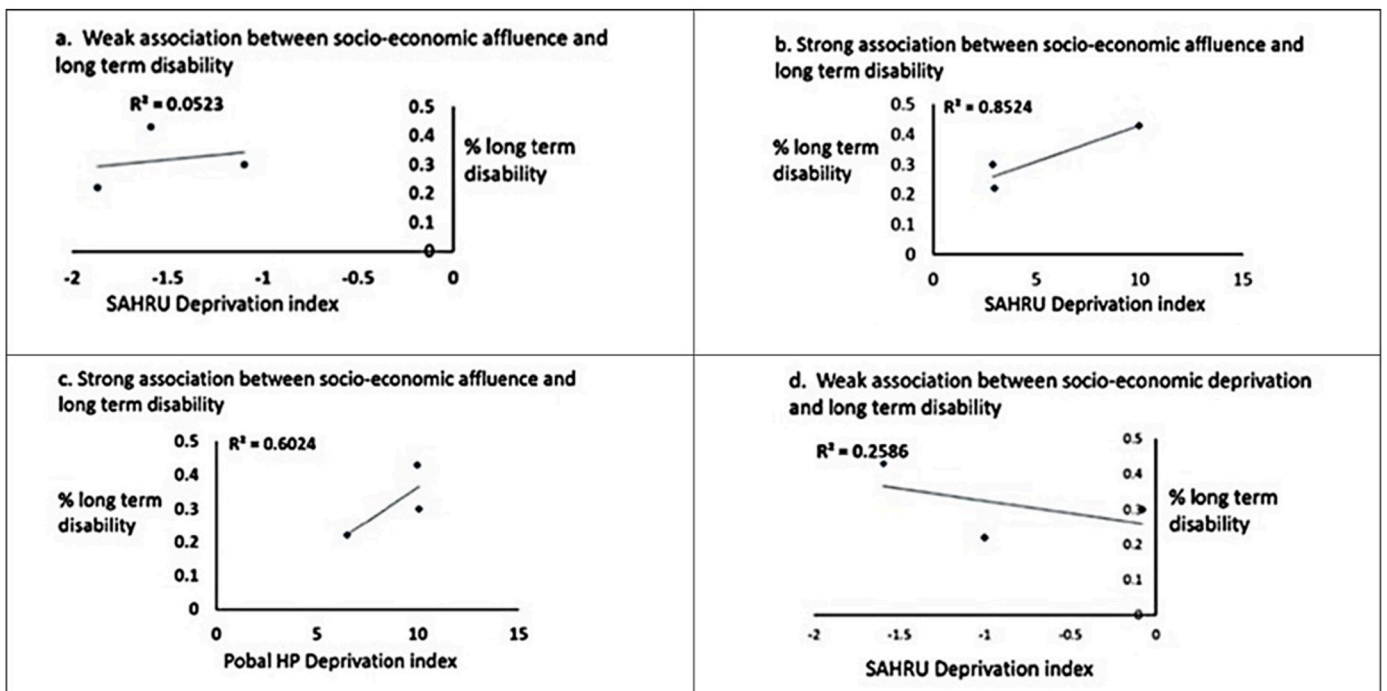 a. Weak association between socio-economic affluence and
long term disability
R² = 0.0523
0.5
0.4
0.3
0.2
0.1
0
% long term
disability
-2 -1.5 -1 -0.5 0
SAHRU Deprivation index
b. Strong association between socio-economic affluence and
long term disability
% long term
disability
0.5
0.4
0.3
0.2
0.1
0
R² = 0.8524
0 5 10 15
SAHRU Deprivation index
c. Strong association between socio-economic affluence and
long term disability
% long term
disability
0.5
0.4
0.3
0.2
0.1
0
R² = 0.6024
0 5 10 15
Pobal HP Deprivation index
d. Weak association between socio-economic deprivation
and long term disability
R² = 0.2586
0.5
0.4
0.3
0.2
0.1
0
% long term
disability
-2 -1.5 -1 -0.5 0
SAHRU Deprivation index